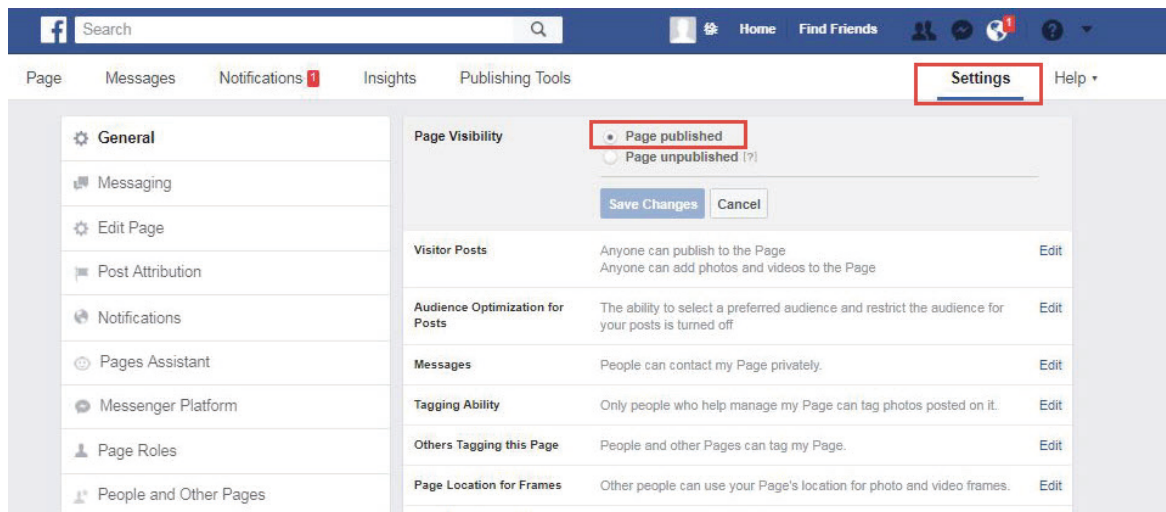 f
Search
徐 Home Find Friends 1
Page Messages Notifications 1 Insights Publishing Tools Settings Help
General
Messaging
Edit Page
Post Attribution
Notifications
Pages Assistant
Messenger Platform
Page Roles
People and Other Pages
Page Visibility
Page published
Page unpublished [?]
Save Changes Cancel
Visitor Posts
Anyone can publish to the Page
Anyone can add photos and videos to the Page
Edit
Audience Optimization for
Posts
The ability to select a preferred audience and restrict the audience for
your posts is turned off
Edit
Messages
People can contact my Page privately.
Edit
Tagging Ability
Only people who help manage my Page can tag photos posted on it.
Edit
Others Tagging this Page
People and other Pages can tag my Page.
Edit
Page Location for Frames
Other people can use your Page's location for photo and video frames.
Edit